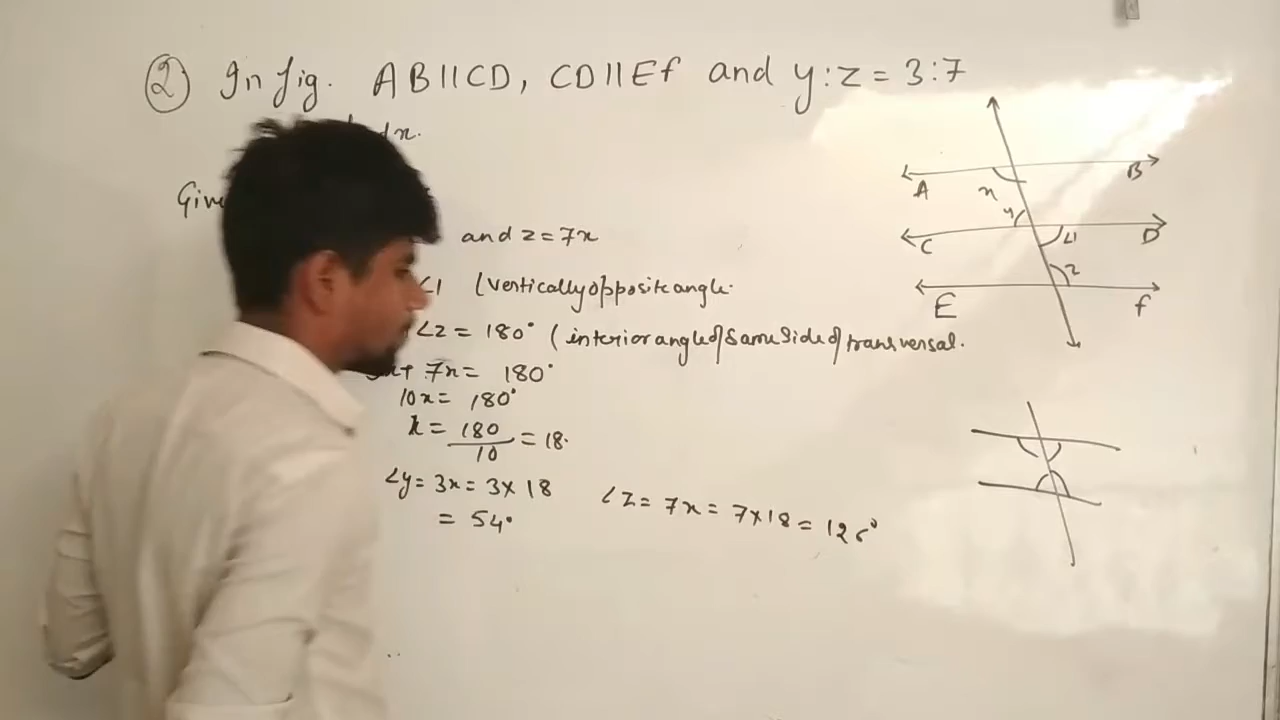 ② In fig. AB||CD, CD||Ef and y:z = 3:7
x.
Give
and z = 7x
∠1 (vertically opposite angle.
∠z = 180° (interior angle of same side of transversal.
+ 7x = 180°
10x = 180°
x = 180/10 = 18.
∠y = 3x = 3×18
= 54°
∠z = 7x = 7×18 = 126°
A
B
x
y
C
∠1
D
z
E
f